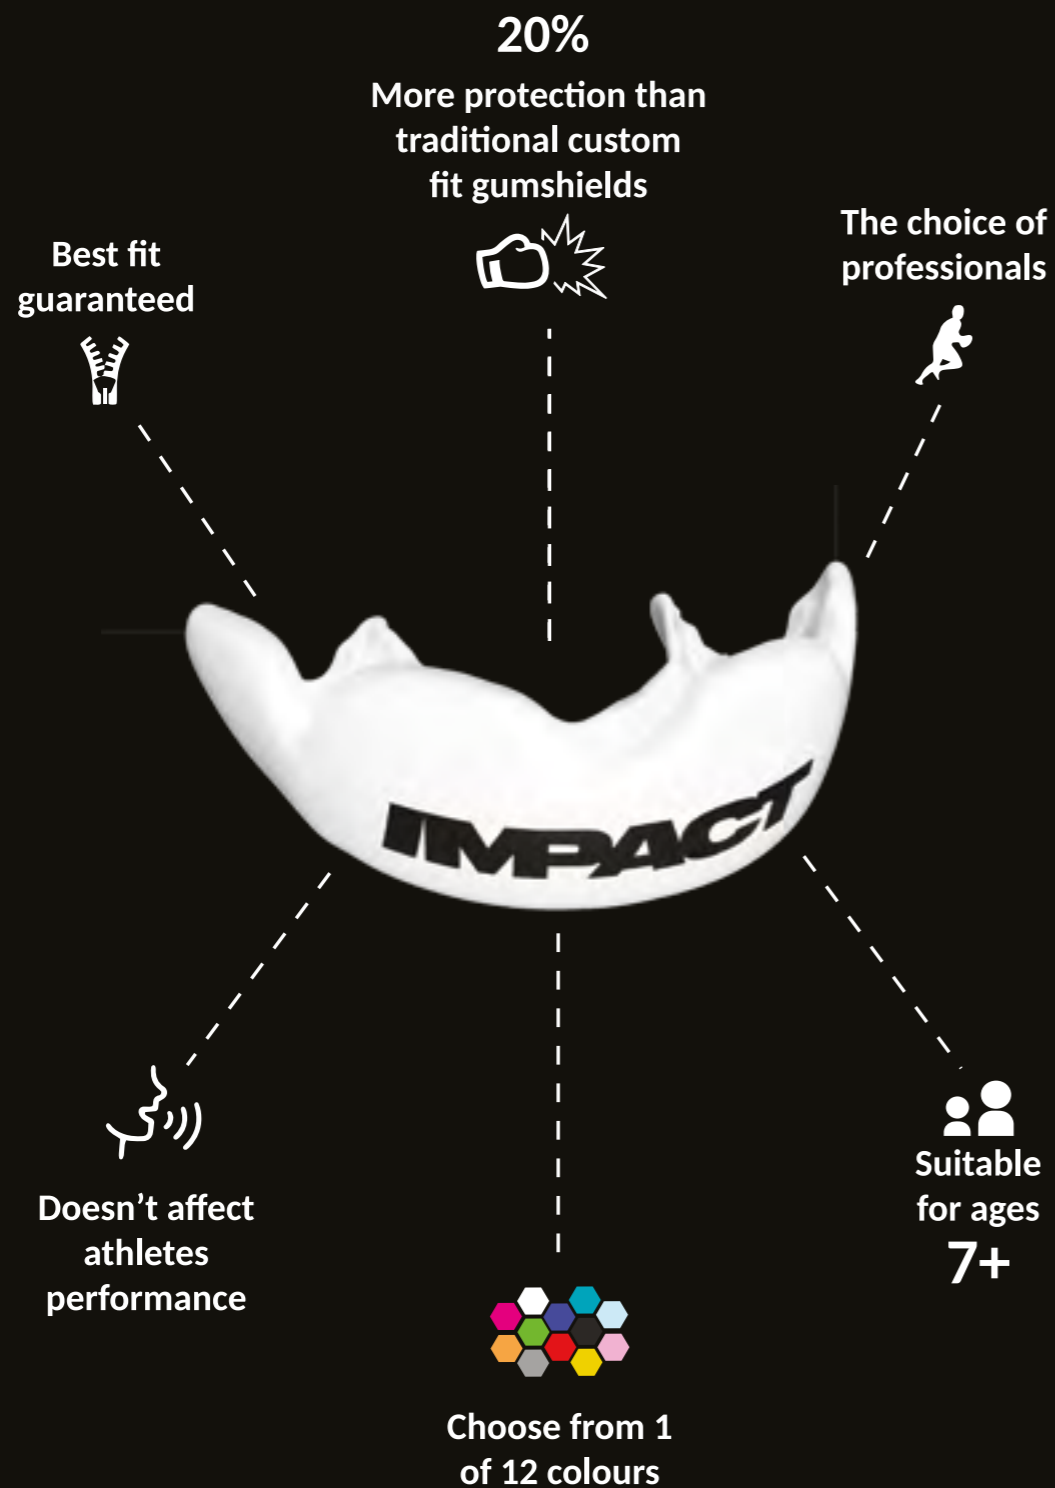 20%
More protection than
traditional custom
fit gumshields
Best fit
guaranteed
The choice of
professionals
IMPACT
Doesn’t affect
athletes
performance
Suitable
for ages
7+
Choose from 1
of 12 colours